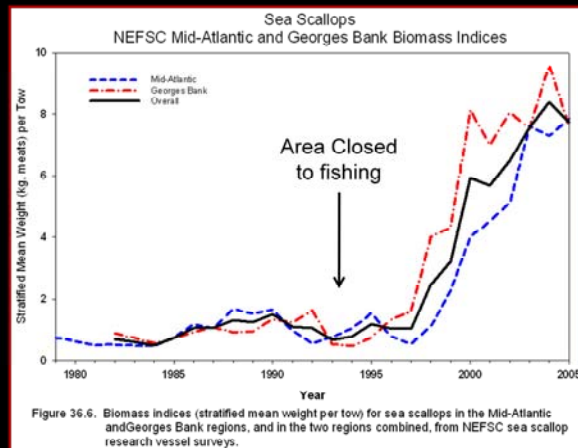 Sea Scallops
NEFSC Mid-Atlantic and Georges Bank Biomass Indices
10
8
6
4
2
0
Stratified Mean Weight (kg. meats) per Tow
Mid-Atlantic
Georges Bank
Overall
Area Closed
to fishing
1980
1985
1990
1995
2000
2005
Year
Figure 36.6. Biomass indices (stratified mean weight per tow) for sea scallops in the Mid-Atlantic
andGeorges Bank regions, and in the two regions combined, from NEFSC sea scallop
research vessel surveys.